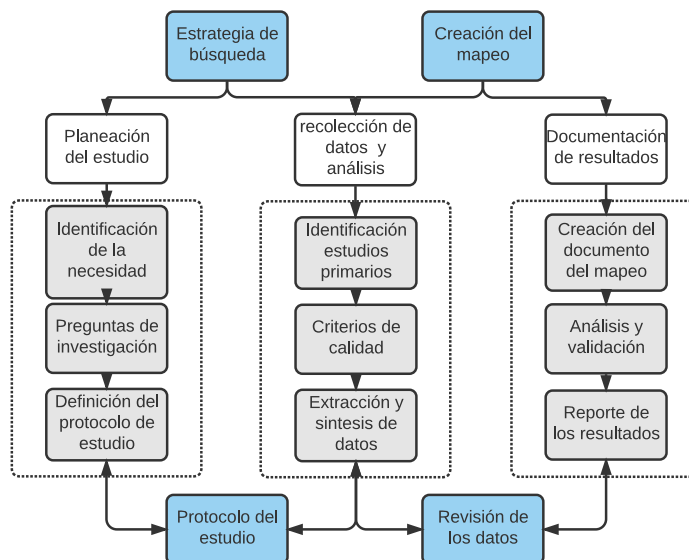 Estrategia de
búsqueda
Creación del
mapeo
Planeación
del estudio
recolección de
datos y
análisis
Documentación
de resultados
Identificación
de la
necesidad
Preguntas de
investigación
Definición del
protocolo de
estudio
Identificación
estudios
primarios
Criterios de
calidad
Extracción y
sintesis de
datos
Creación del
documento
del mapeo
Análisis y
validación
Reporte de
los resultados
Protocolo del
estudio
Revisión de
los datos